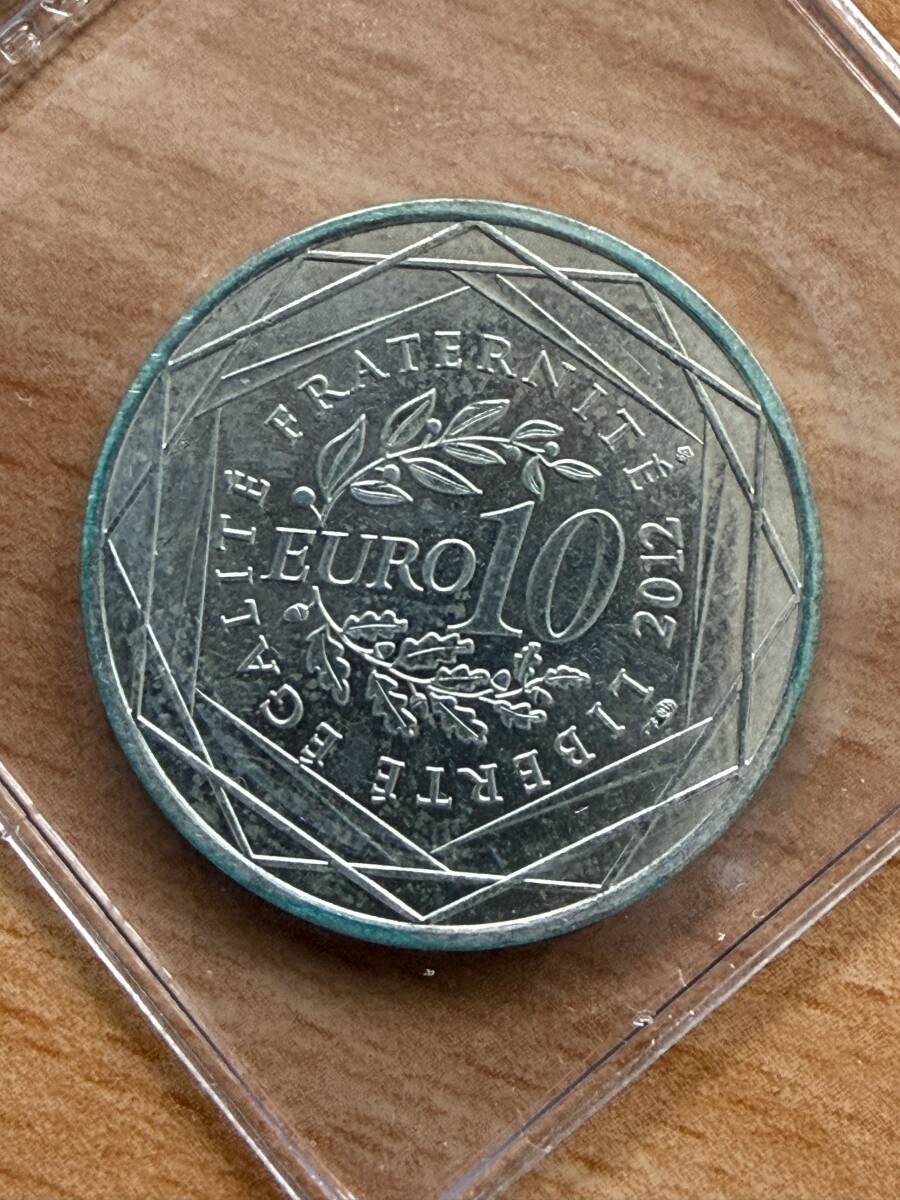 LIBERTÉ
ÉGALITÉ
FRATERNITÉ
EURO 10
2012